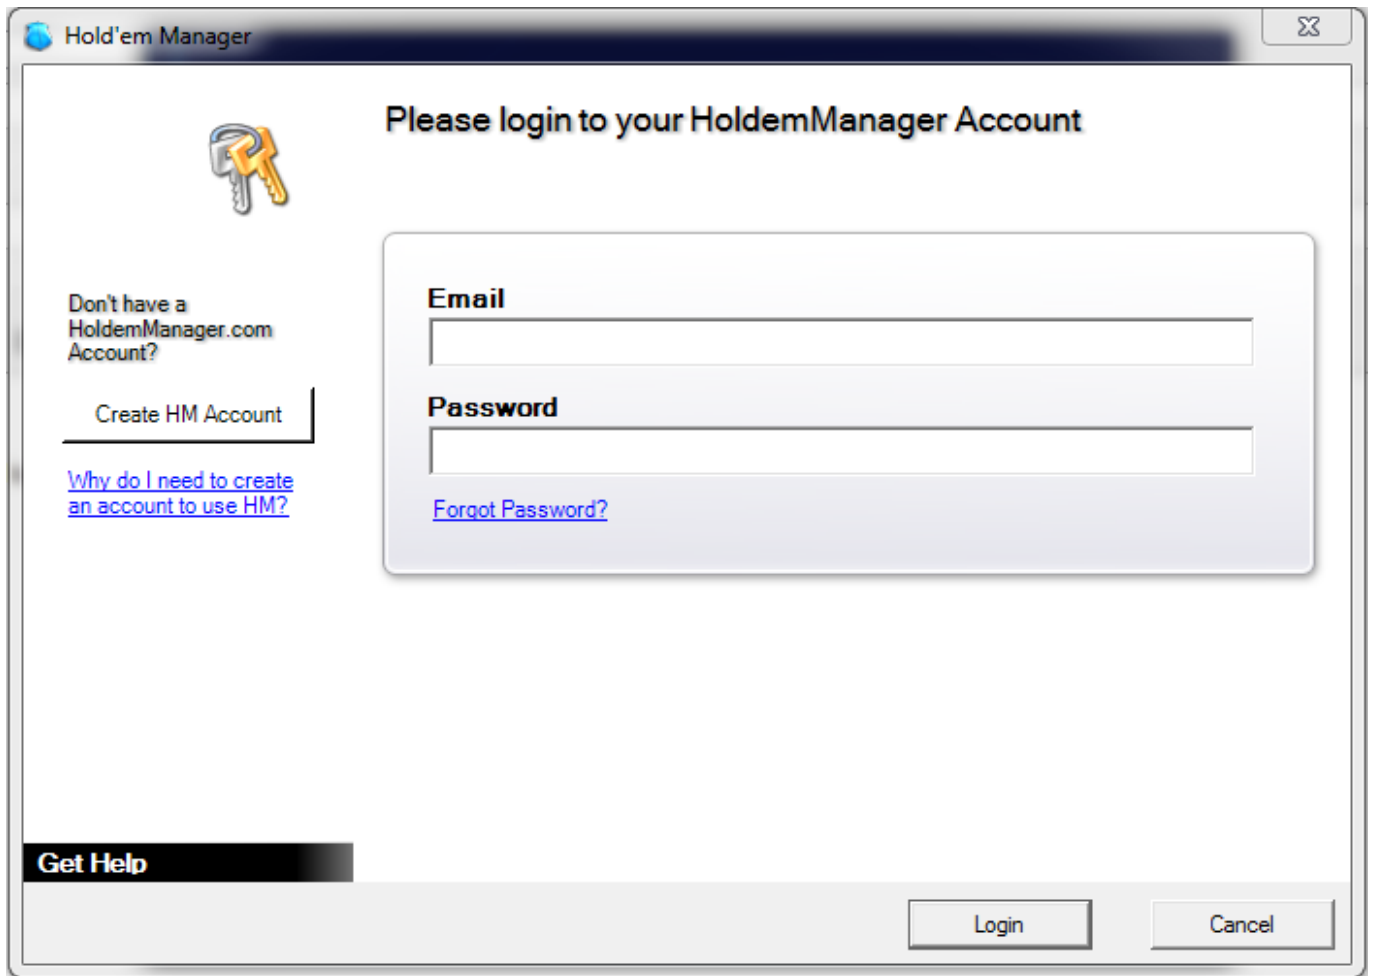 Hold'em Manager
Please login to your HoldemManager Account
Don't have a
HoldemManager.com
Account?
Create HM Account
Why do I need to create
an account to use HM?
Email
Password
Forgot Password?
Get Help
Login
Cancel